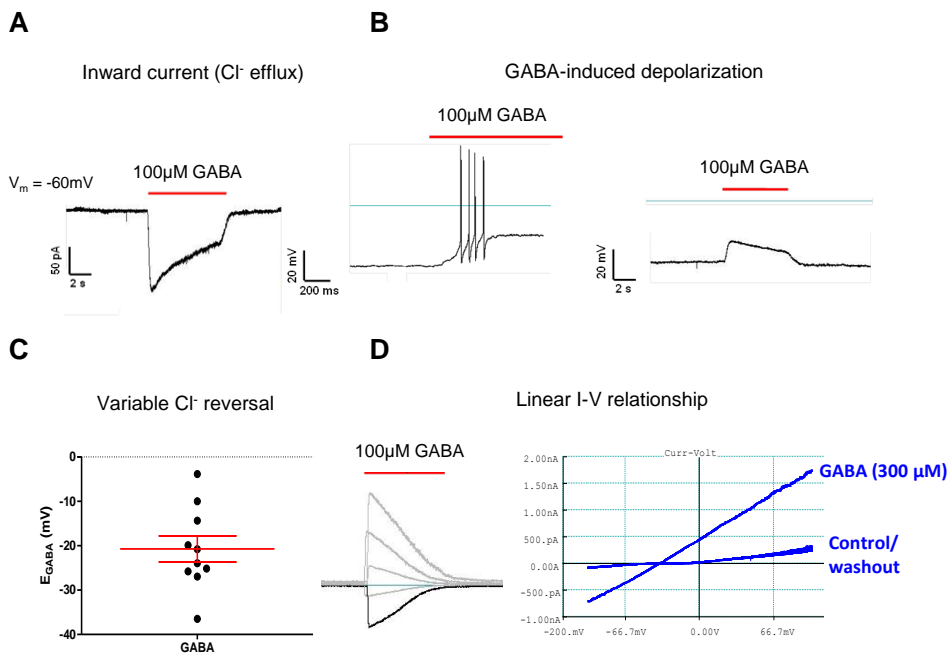 A
Inward current (Cl⁻ efflux)
100µM GABA
Vₘ = -60mV
50 pA
2 s
B
GABA-induced depolarization
100µM GABA
20 mV
200 ms
100µM GABA
20 mV
2 s
C
Variable Cl⁻ reversal
0
-10
-20
-30
-40
E_GABA (mV)
GABA
D
Linear I-V relationship
100µM GABA
Curr-Volt
2.00nA
1.50nA
1.00nA
500.pA
0.00A
-500.pA
-1.00nA
-200.mV
-66.7mV
0.00V
66.7mV
GABA (300 µM)
Control/
washout